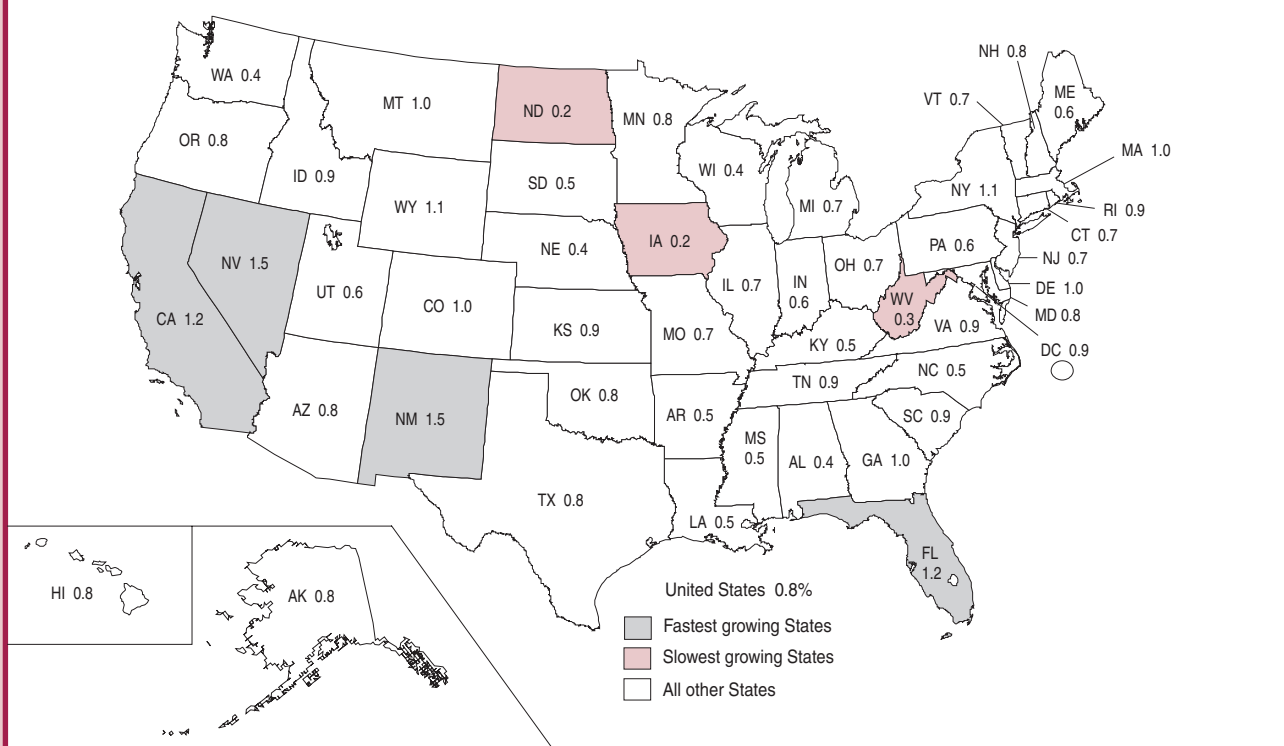 NH 0.8
VT 0.7
ME
0.6
WA 0.4
MT 1.0
ND 0.2
MN 0.8
OR 0.8
MA 1.0
ID 0.9
SD 0.5
WI 0.4
NY 1.1
WY 1.1
MI 0.7
RI 0.9
CT 0.7
NE 0.4
IA 0.2
PA 0.6
NJ 0.7
NV 1.5
OH 0.7
UT 0.6
CO 1.0
IL 0.7
IN
0.6
DE 1.0
WV
0.3
MD 0.8
CA 1.2
KS 0.9
MO 0.7
VA 0.9
KY 0.5
DC 0.9
NC 0.5
TN 0.9
AZ 0.8
NM 1.5
OK 0.8
AR 0.5
SC 0.9
MS
0.5
AL 0.4
GA 1.0
TX 0.8
LA 0.5
FL
1.2
HI 0.8
AK 0.8
United States 0.8%
Fastest growing States
Slowest growing States
All other States